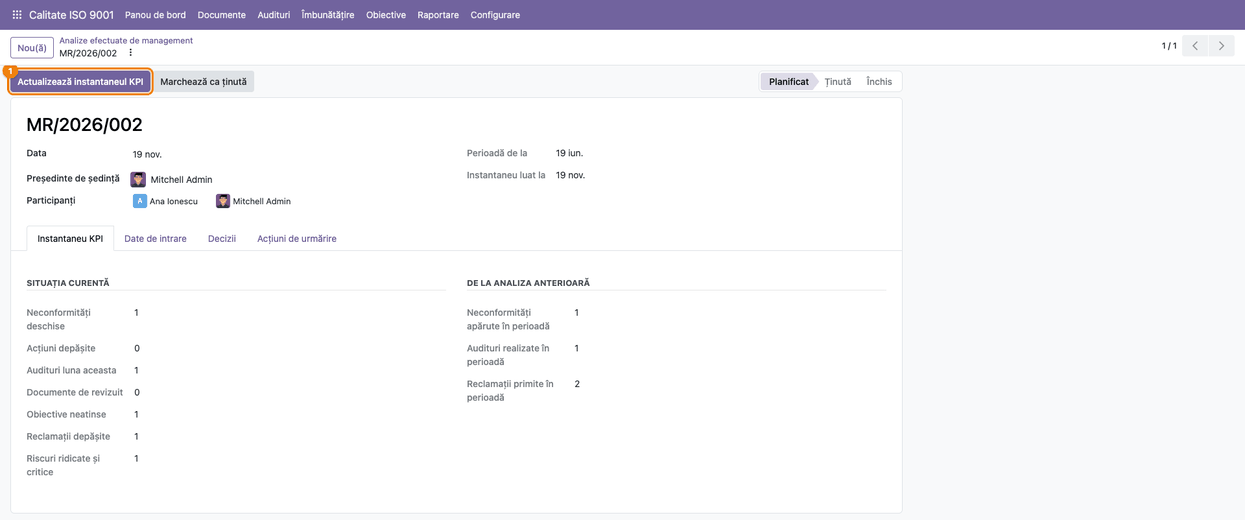 Calitate ISO 9001 Panou de bord Documente Audituri Îmbunătățire Obiective Raportare Configurare
Nou(ă)
Analize efectuate de management
MR/2026/002
1 / 1
1
Actualizează instantaneul KPI Marchează ca ținută
Planificat Ținută Închis
MR/2026/002
Data 19 nov.
Președinte de ședință Mitchell Admin
Participanți A Ana Ionescu Mitchell Admin
Perioadă de la 19 iun.
Instantaneu luat la 19 nov.
Instantaneu KPI Date de intrare Decizii Acțiuni de urmărire
SITUAȚIA CURENTĂ
Neconformități deschise 1
Acțiuni depășite 0
Audituri luna aceasta 1
Documente de revizuit 0
Obiective neatinse 1
Reclamații depășite 1
Riscuri ridicate și critice 1
DE LA ANALIZA ANTERIOARĂ
Neconformități apărute în perioadă 1
Audituri realizate în perioadă 1
Reclamații primite în perioadă 2